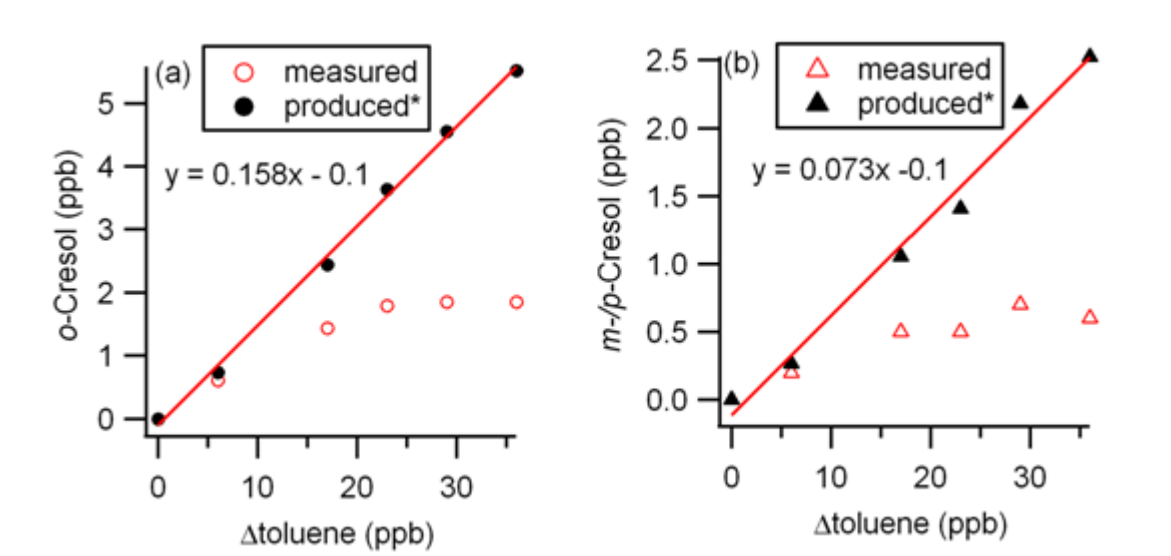 (a)
measured
produced*
y = 0.158x - 0.1
o-Cresol (ppb)
5
4
3
2
1
0
0 10 20 30
Δtoluene (ppb)
(b)
measured
produced*
y = 0.073x -0.1
m-/p-Cresol (ppb)
2.5
2.0
1.5
1.0
0.5
0.0
0 10 20 30
Δtoluene (ppb)